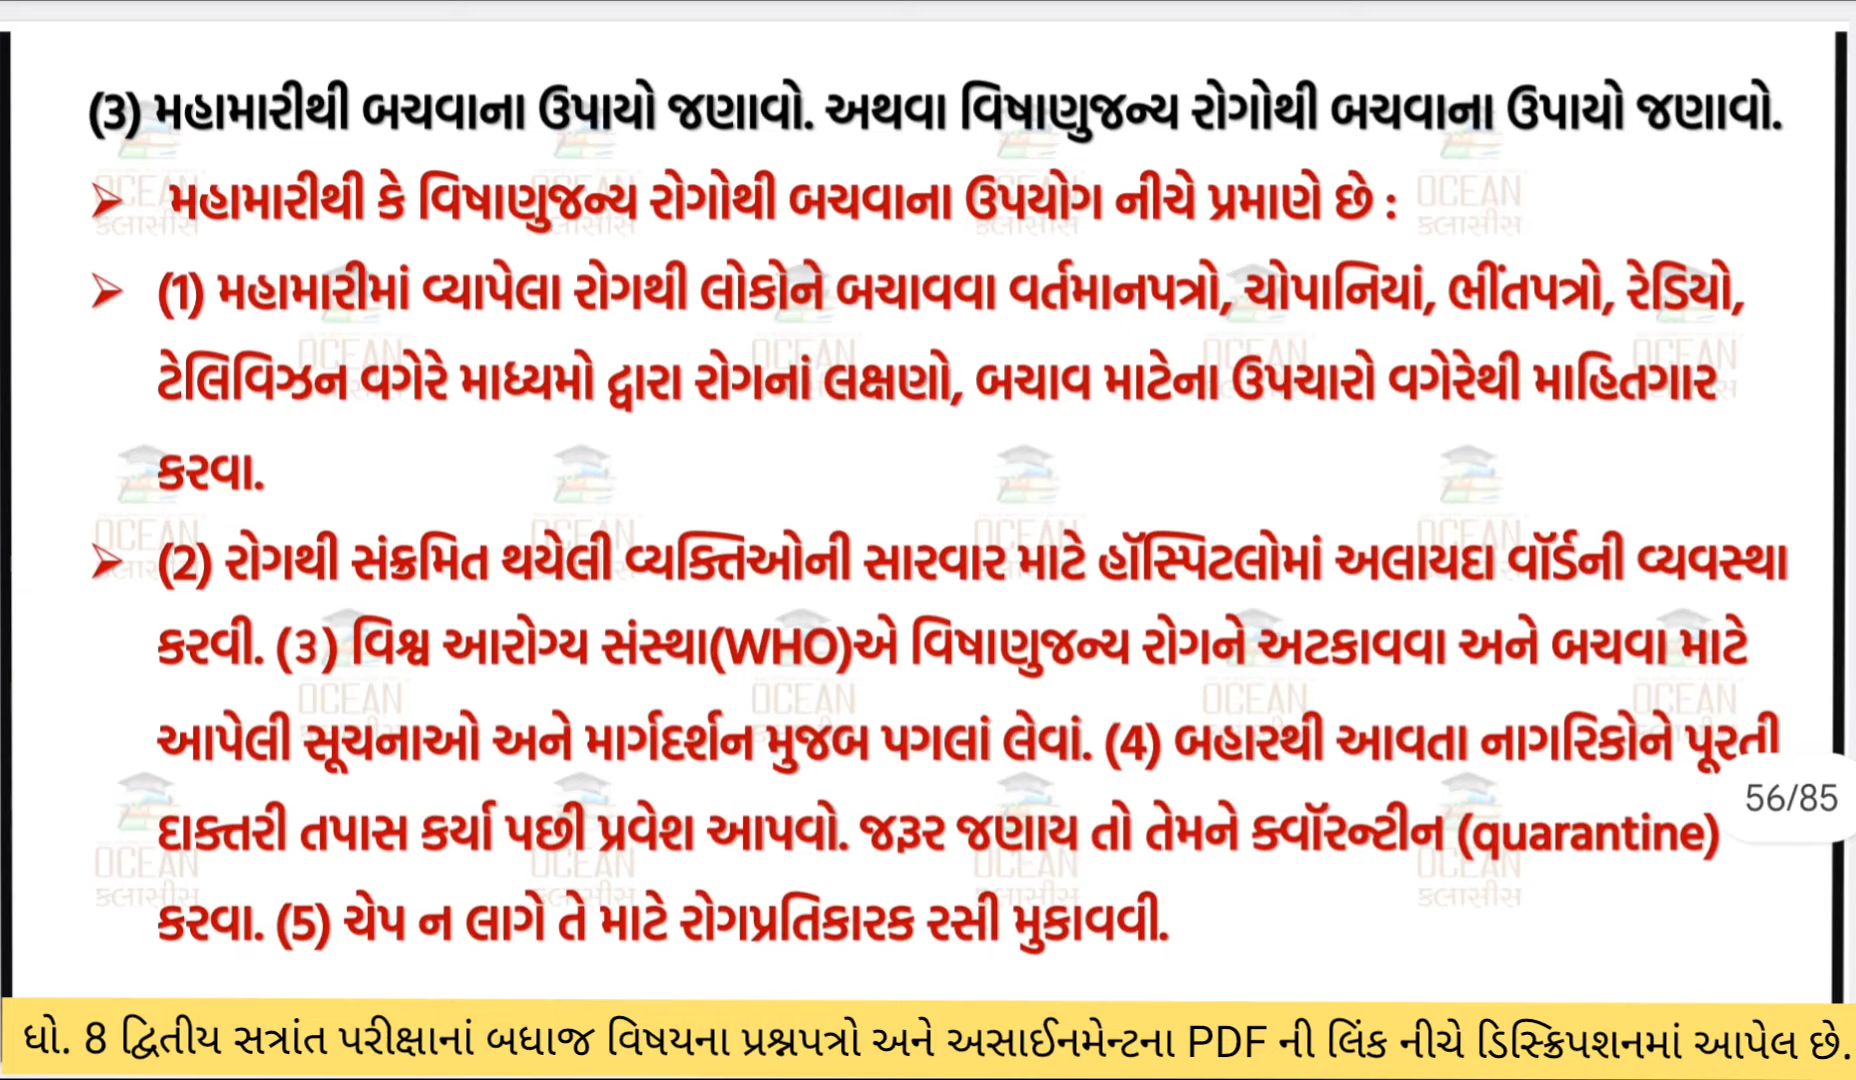 (3) મહામારીથી બચવાના ઉપાયો જણાવો. અથવા વિષાણુજન્ય રોગોથી બચવાના ઉપાયો જણાવો.
➢ મહામારીથી કે વિષાણુજન્ય રોગોથી બચવાના ઉપયોગ નીચે પ્રમાણે છે :
➢ (1) મહામારીમાં વ્યાપેલા રોગથી લોકોને બચાવવા વર્તમાનપત્રો, ચોપાનિયાં, ભીંતપત્રો, રેડિયો,
ટેલિવિઝન વગેરે માધ્યમો દ્વારા રોગનાં લક્ષણો, બચાવ માટેના ઉપચારો વગેરેથી માહિતગાર
કરવા.
➢ (2) રોગથી સંક્રમિત થયેલી વ્યક્તિઓની સારવાર માટે હૉસ્પિટલોમાં અલાયદા વૉર્ડની વ્યવસ્થા
કરવી. (૩) વિશ્વ આરોગ્ય સંસ્થા(WHO)એ વિષાણુજન્ય રોગને અટકાવવા અને બચવા માટે
આપેલી સૂચનાઓ અને માર્ગદર્શન મુજબ પગલાં લેવાં. (4) બહારથી આવતા નાગરિકોને પૂરતી
દાક્તરી તપાસ કર્યા પછી પ્રવેશ આપવો. જરૂર જણાય તો તેમને ક્વૉરન્ટીન (quarantine)
કરવા. (5) ચેપ ન લાગે તે માટે રોગપ્રતિકારક રસી મુકાવવી.
56/85
ધો. 8 દ્વિતીય સત્રાંત પરીક્ષાનાં બધાજ વિષયના પ્રશ્નપત્રો અને અસાઈનમેન્ટના PDF ની લિંક નીચે ડિસ્ક્રિપશનમાં આપેલ છે.
OCEAN
ક્લાસીસ